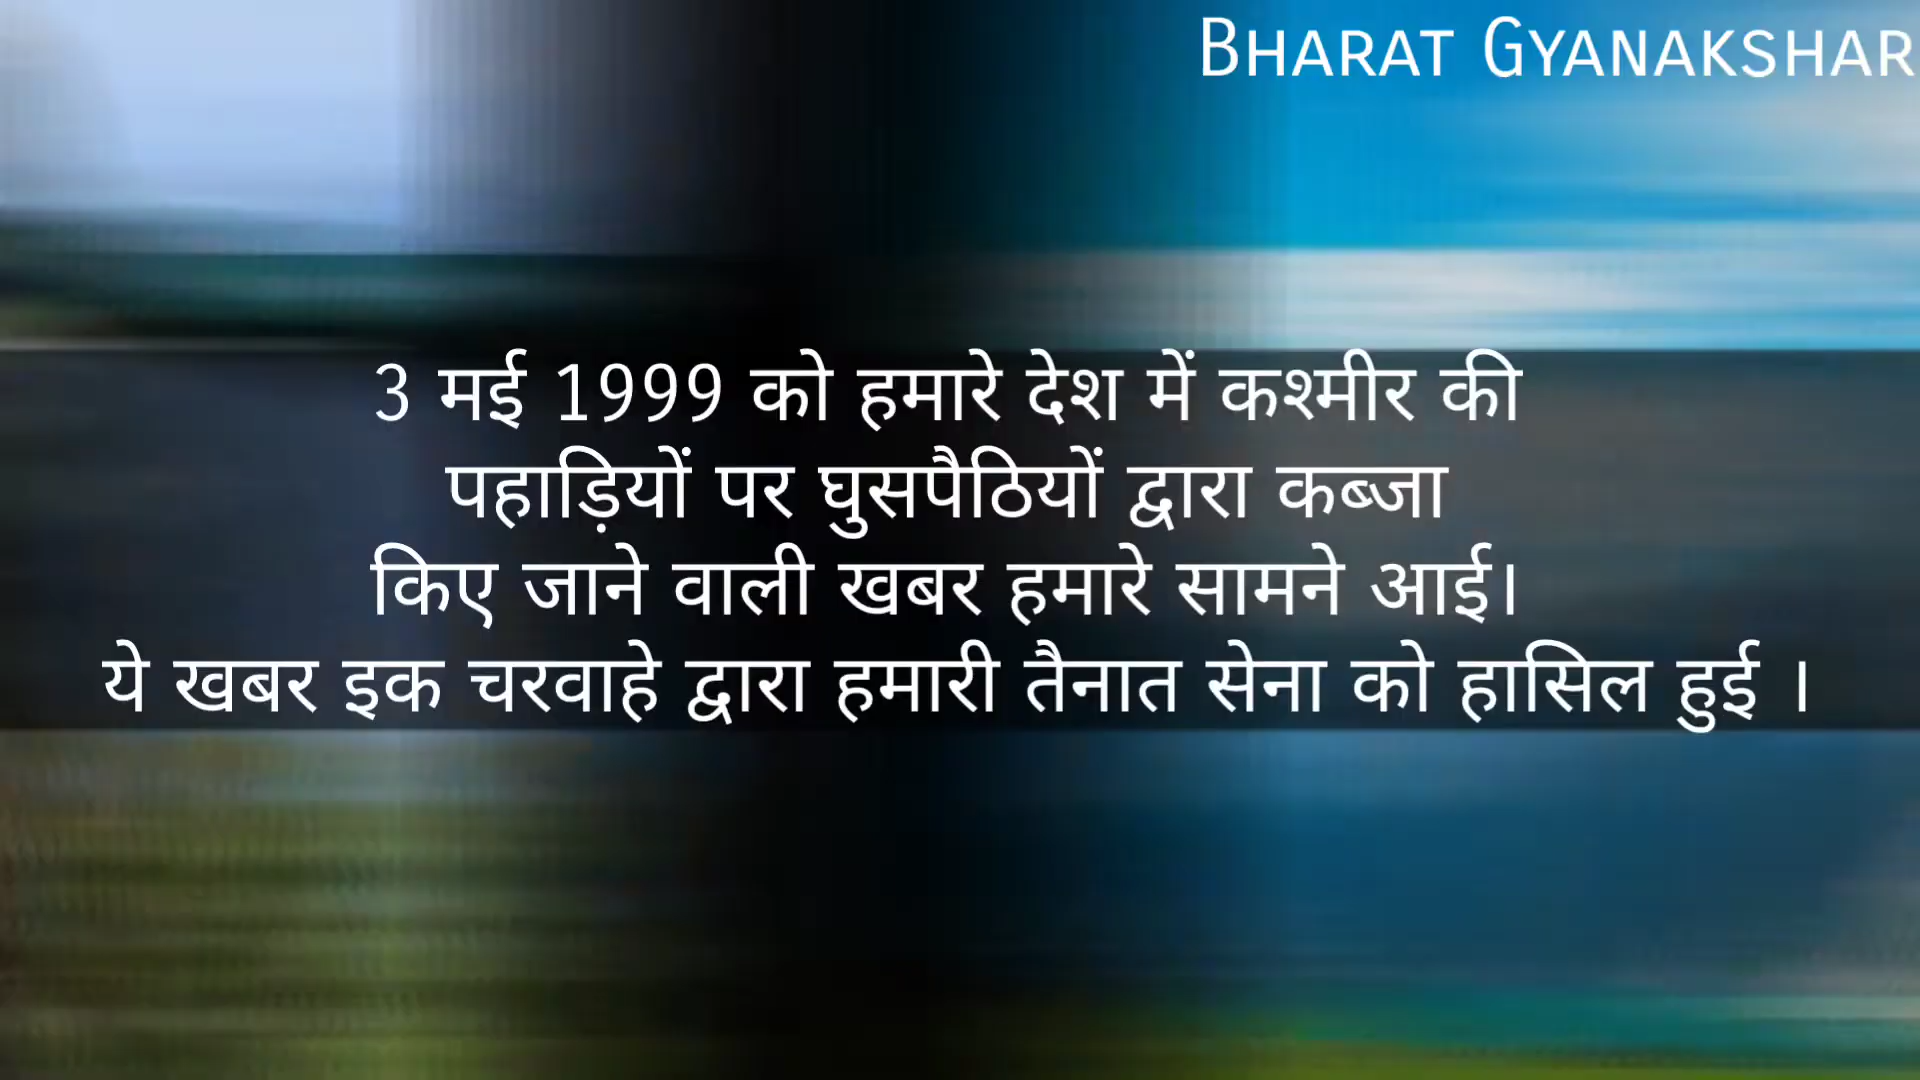 BHARAT GYANAKSHAR
3 मई 1999 को हमारे देश में कश्मीर की
पहाड़ियों पर घुसपैठियों द्वारा कब्जा
किए जाने वाली खबर हमारे सामने आई।
ये खबर इक चरवाहे द्वारा हमारी तैनात सेना को हासिल हुई ।